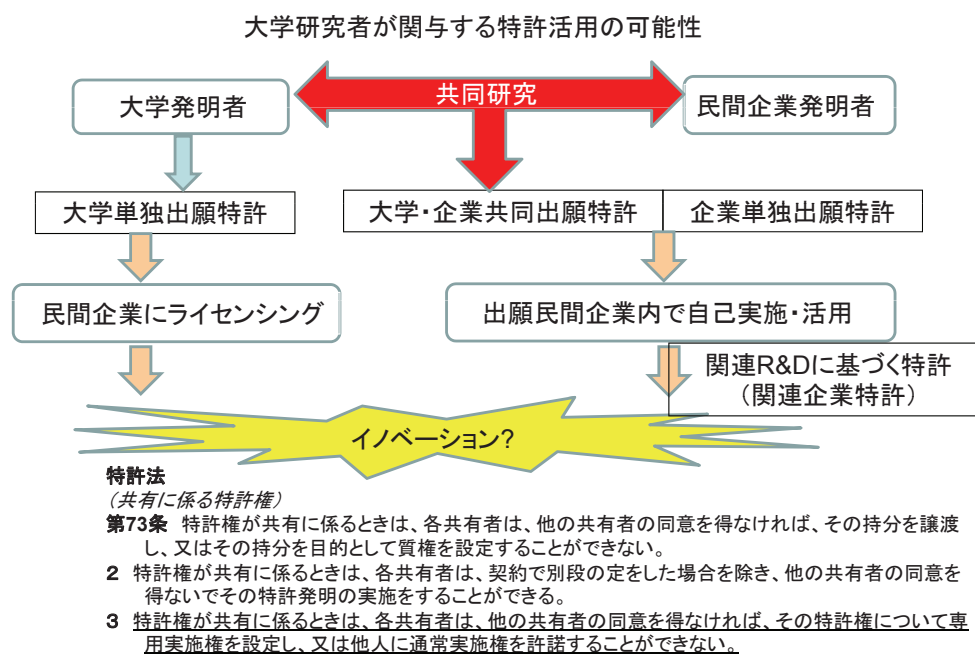 大学研究者が関与する特許活用の可能性
共同研究
大学発明者
民間企業発明者
大学単独出願特許
大学・企業共同出願特許
企業単独出願特許
民間企業にライセンシング
出願民間企業内で自己実施・活用
関連R&Dに基づく特許
（関連企業特許）
イノベーション?
特許法
（共有に係る特許権）
第73条 特許権が共有に係るときは、各共有者は、他の共有者の同意を得なければ、その持分を譲渡
し、又はその持分を目的として質権を設定することができない。
2 特許権が共有に係るときは、各共有者は、契約で別段の定をした場合を除き、他の共有者の同意を
得ないでその特許発明の実施をすることができる。
3 特許権が共有に係るときは、各共有者は、他の共有者の同意を得なければ、その特許権について専
用実施権を設定し、又は他人に通常実施権を許諾することができない。